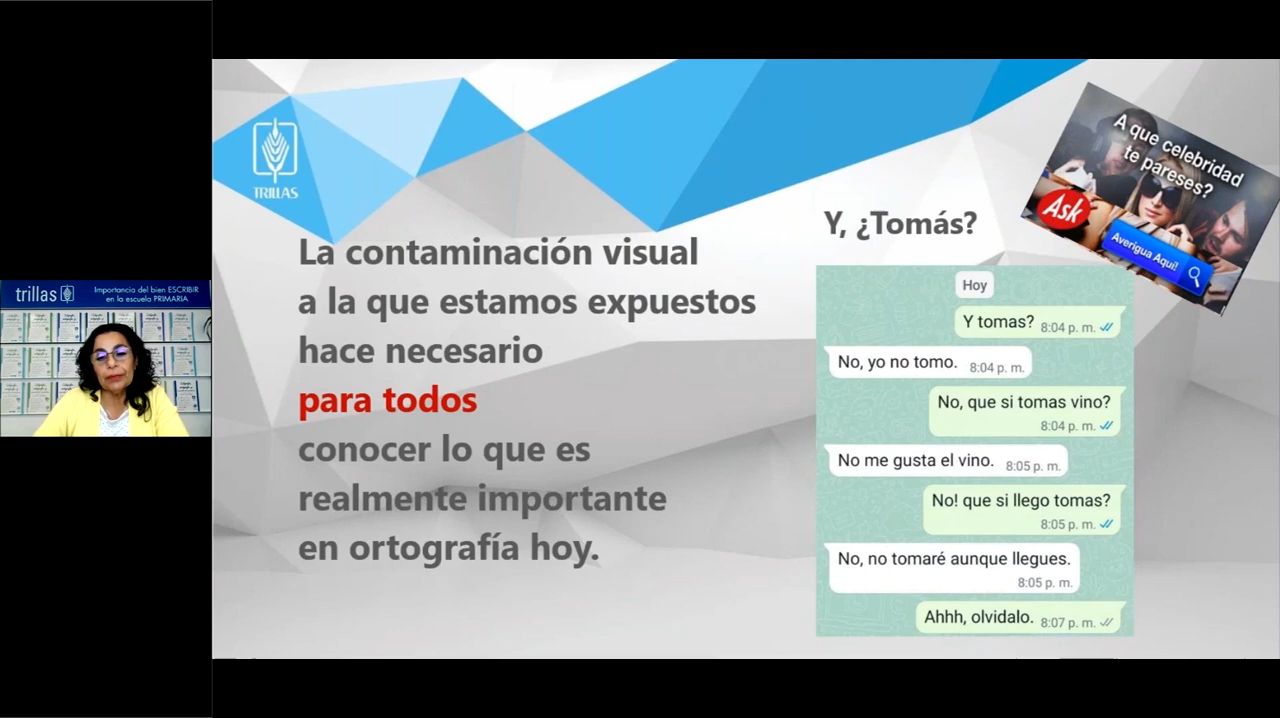 trillas
Importancia del bien ESCRIBIR
en la escuela PRIMARIA
TRILLAS
La contaminación visual
a la que estamos expuestos
hace necesario
para todos
conocer lo que es
realmente importante
en ortografía hoy.
Y, ¿Tomás?
Hoy
Y tomas? 8:04 p. m.
No, yo no tomo. 8:04 p. m.
No, que si tomas vino?
8:04 p. m.
No me gusta el vino. 8:05 p. m.
No! que si llego tomas?
8:05 p. m.
No, no tomaré aunque llegues.
8:05 p. m.
Ahhh, olvidalo. 8:07 p. m.
A que celebridad
te pareses?
Ask
Averigua Aqui!